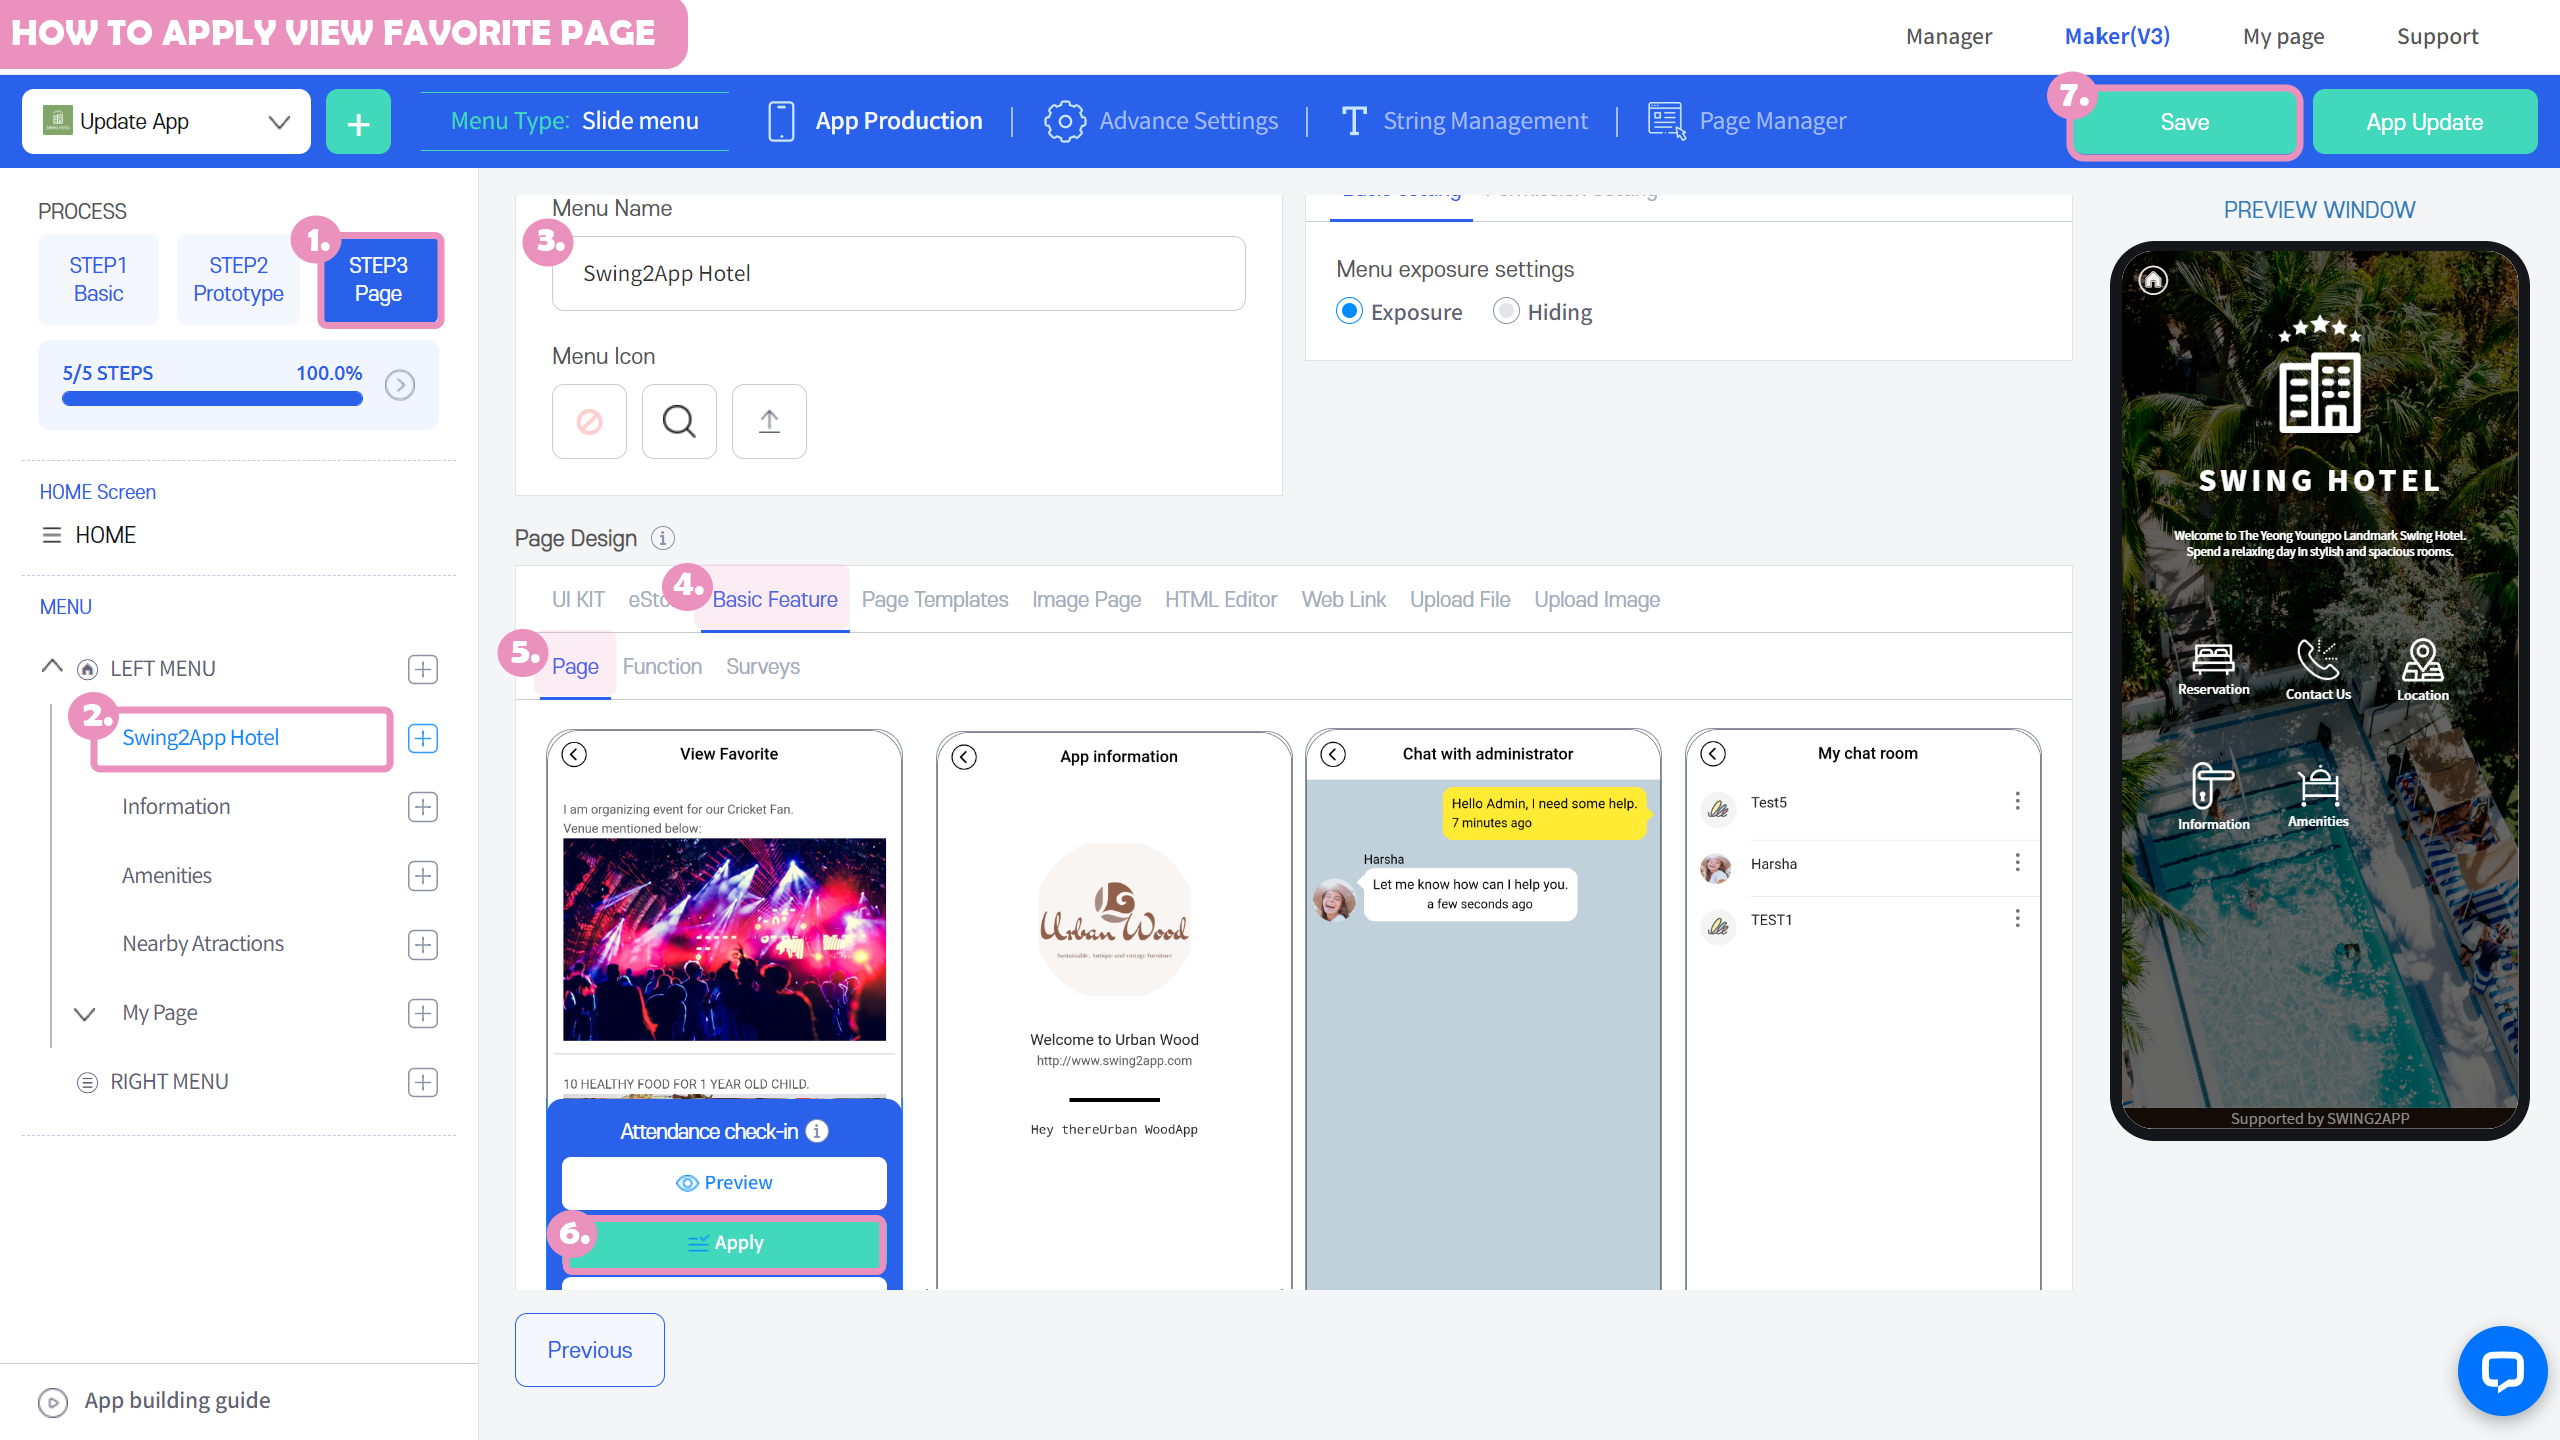 HOW TO APPLY VIEW FAVORITE PAGE
Manager
Maker(V3)
My page
Support
Update App
+
Menu Type: Slide menu
App Production
Advance Settings
String Management
Page Manager
7.
Save
App Update
PROCESS
1.
STEP1
Basic
STEP2
Prototype
STEP3
Page
5/5 STEPS
100.0%
HOME Screen
HOME
MENU
LEFT MENU
2.
Swing2App Hotel
Information
Amenities
Nearby Atractions
My Page
RIGHT MENU
App building guide
Menu Name
3.
Swing2App Hotel
Menu Icon
Menu exposure settings
Exposure
Hiding
Page Design
4.
UI KIT
Basic Feature
Page Templates
Image Page
HTML Editor
Web Link
Upload File
Upload Image
5.
Page
Function
Surveys
View Favorite
I am organizing event for our Cricket Fan.
Venue mentioned below:
10 HEALTHY FOOD FOR 1 YEAR OLD CHILD.
Attendance check-in
Preview
6.
Apply
App information
Urban Wood
Sustainable, Antique and vintage furniture
Welcome to Urban Wood
http://www.swing2app.com
Hey thereUrban WoodApp
Chat with administrator
Hello Admin, I need some help.
7 minutes ago
Harsha
Let me know how can I help you.
a few seconds ago
My chat room
Test5
Harsha
TEST1
Previous
PREVIEW WINDOW
SWING HOTEL
Welcome to The Yeong Youngpo Landmark Swing Hotel.
Spend a relaxing day in stylish and spacious rooms.
Reservation
Contact Us
Location
Information
Amenities
Supported by SWING2APP